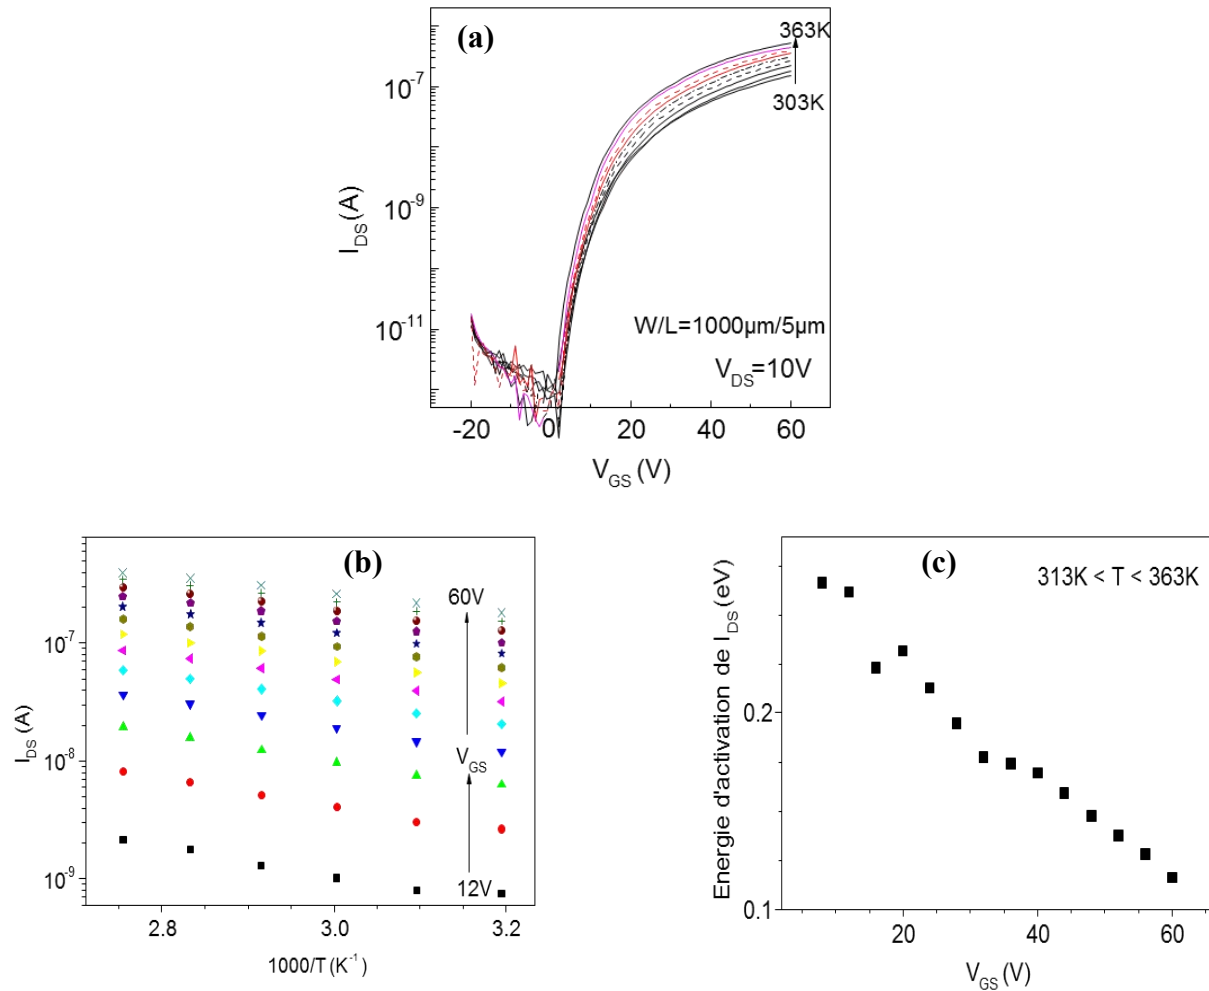 (a)
363K
303K
10⁻⁷
10⁻⁹
10⁻¹¹
I_DS (A)
W/L=1000µm/5µm
V_DS=10V
-20 0 20 40 60
V_GS (V)
(b)
60V
V_GS
12V
10⁻⁷
10⁻⁸
10⁻⁹
I_DS (A)
2.8 3.0 3.2
1000/T (K⁻¹)
(c)
313K < T < 363K
Energie d'activation de I_DS (eV)
0.2
0.1
20 40 60
V_GS (V)